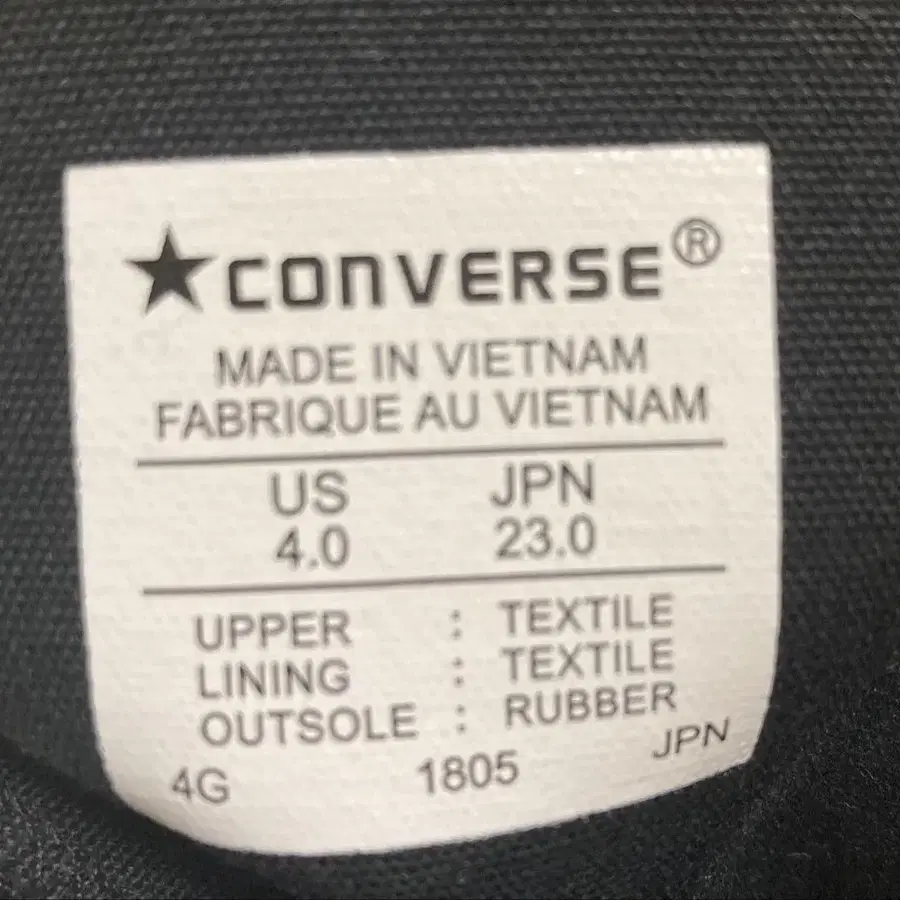 ★CONVERSE®
MADE IN VIETNAM
FABRIQUE AU VIETNAM
US JPN
4.0 23.0
UPPER : TEXTILE
LINING : TEXTILE
OUTSOLE : RUBBER
4G 1805 JPN